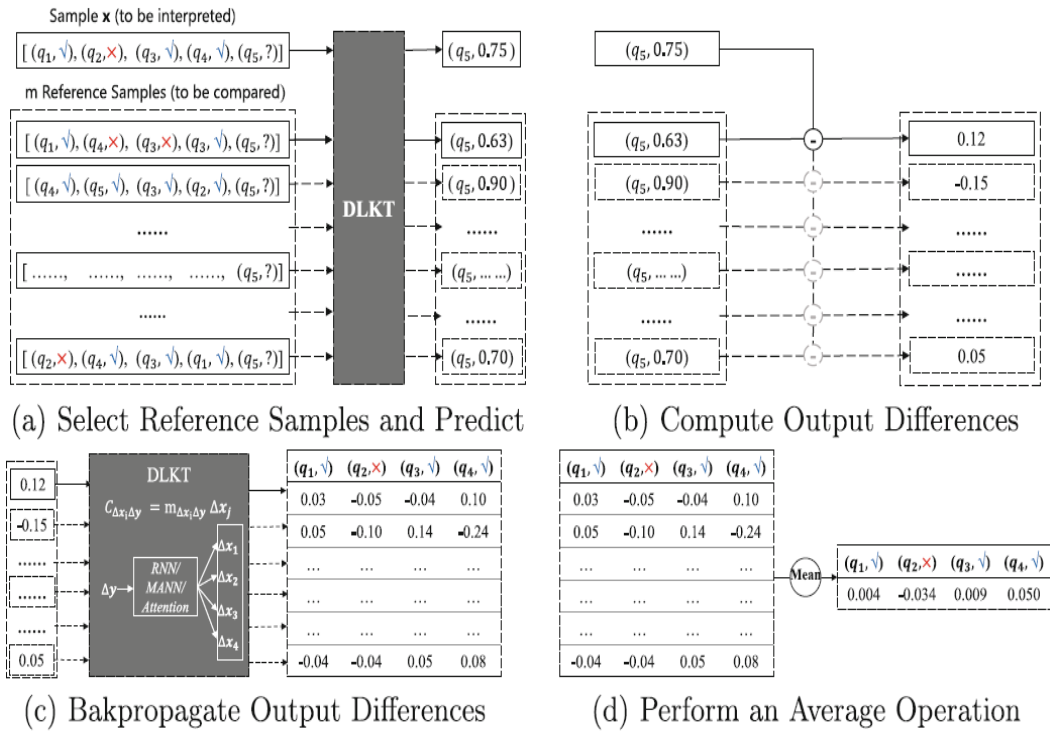 Sample x (to be interpreted)
[ (q₁, √), (q₂,×), (q₃, √), (q₄, √), (q₅, ?)]
(q₅, 0.75)
m Reference Samples (to be compared)
[ (q₁, √), (q₄,×), (q₃,×), (q₃, √), (q₅, ?)]
(q₅, 0.63)
[(q₄, √), (q₅, √), (q₃, √), (q₂, √), (q₅, ?)]
(q₅, 0.90)
DLKT
......
......
[ ......, ......, ......, ......, (q₅, ?)]
(q₅, ... ...)
......
......
[(q₂,×), (q₄, √), (q₃, √), (q₁, √), (q₅, ?)]
(q₅, 0.70)
(a) Select Reference Samples and Predict
(q₅, 0.75)
(q₅, 0.63) - 0.12
(q₅, 0.90) - -0.15
...... - ......
(q₅, ... ...) - ......
...... - ......
(q₅, 0.70) - 0.05
(b) Compute Output Differences
0.12
-0.15
......
......
......
0.05
DLKT
C_{Δxᵢ Δy} = m_{Δxᵢ Δy} Δxⱼ
Δy
RNN/
MANN/
Attention
Δx₁
Δx₂
Δx₃
Δx₄
(q₁, √) (q₂,×) (q₃, √) (q₄, √)
0.03 -0.05 -0.04 0.10
0.05 -0.10 0.14 -0.24
... ... ... ...
... ... ... ...
... ... ... ...
-0.04 -0.04 0.05 0.08
(c) Bakpropagate Output Differences
(q₁, √) (q₂,×) (q₃, √) (q₄, √)
0.03 -0.05 -0.04 0.10
0.05 -0.10 0.14 -0.24
... ... ... ...
... ... ... ...
... ... ... ...
-0.04 -0.04 0.05 0.08
Mean
(q₁, √) (q₂,×) (q₃, √) (q₄, √)
0.004 -0.034 0.009 0.050
(d) Perform an Average Operation